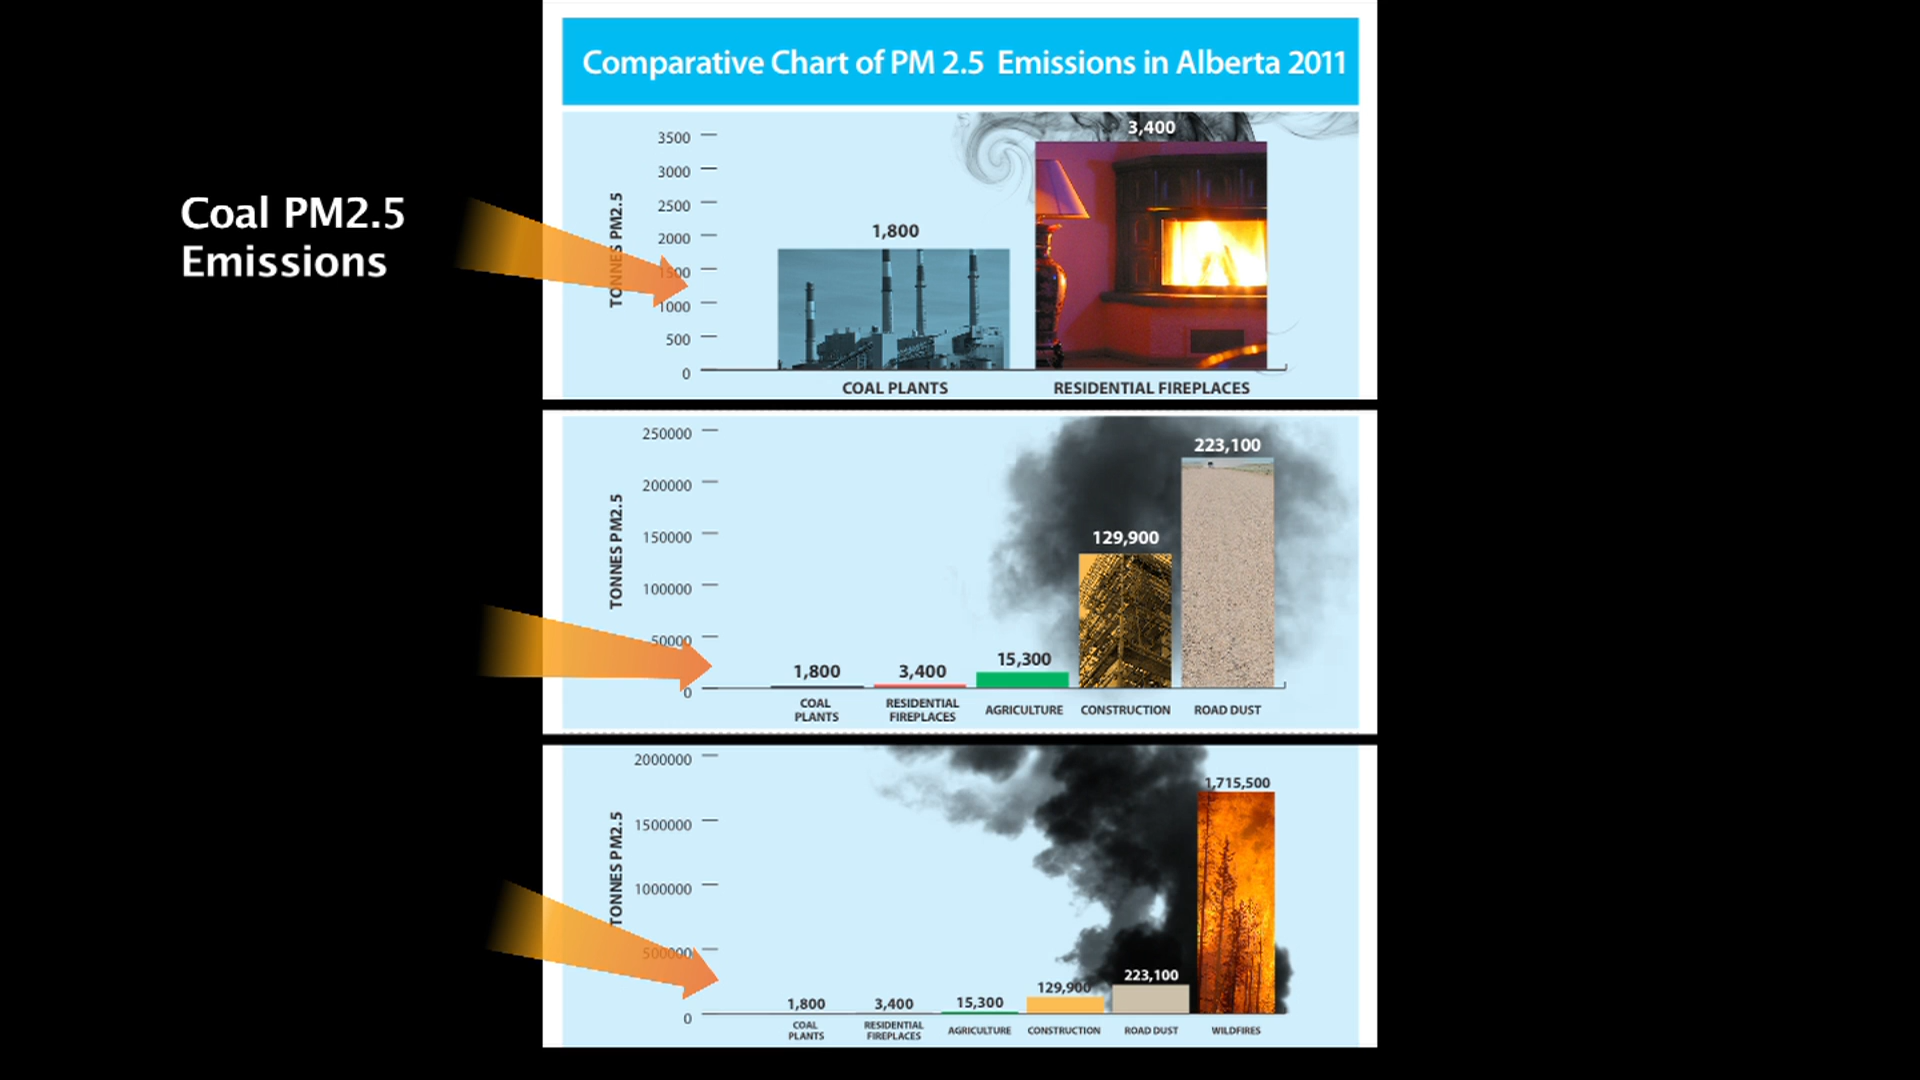 Comparative Chart of PM 2.5 Emissions in Alberta 2011
Coal PM2.5
Emissions
TONNES PM2.5
3500
3000
2500
2000
1500
1000
500
0
1,800
3,400
COAL PLANTS
RESIDENTIAL FIREPLACES
TONNES PM2.5
250000
200000
150000
100000
50000
0
1,800
3,400
15,300
129,900
223,100
COAL
PLANTS
RESIDENTIAL
FIREPLACES
AGRICULTURE
CONSTRUCTION
ROAD DUST
TONNES PM2.5
2000000
1500000
1000000
500000
0
1,800
3,400
15,300
129,900
223,100
1,715,500
COAL
PLANTS
RESIDENTIAL
FIREPLACES
AGRICULTURE
CONSTRUCTION
ROAD DUST
WILDFIRES